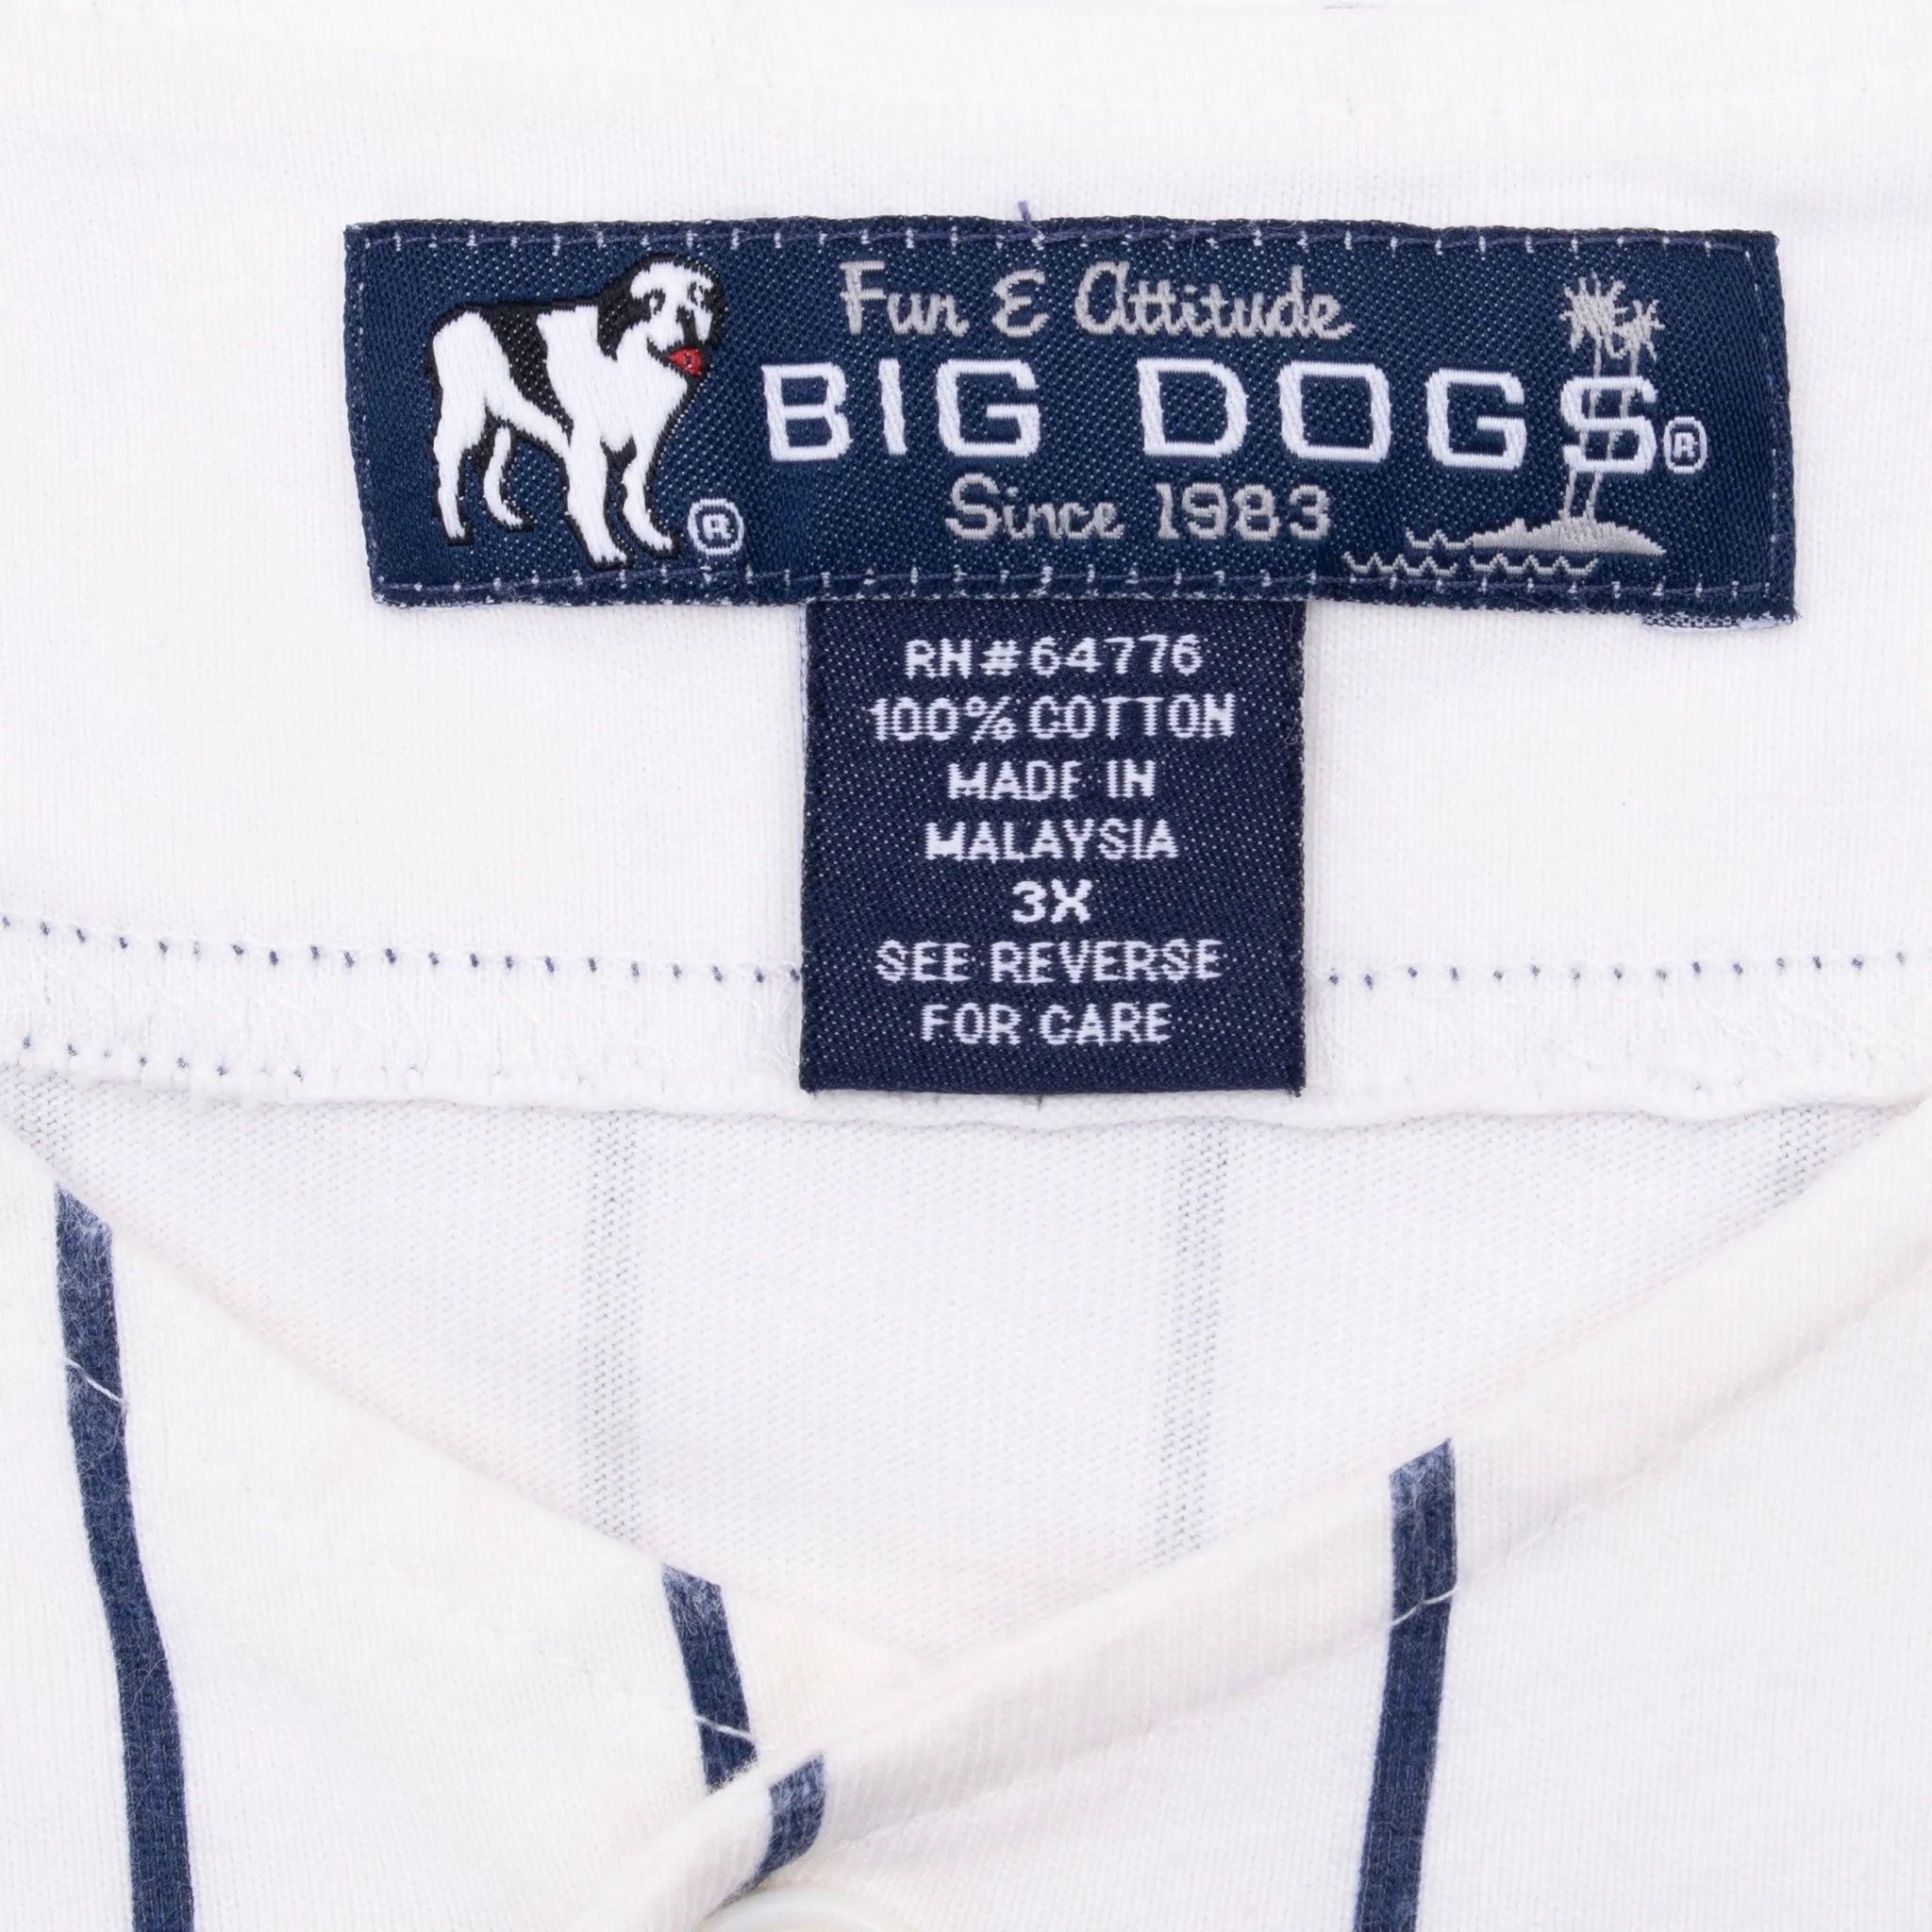 Fun & Attitude
BIG DOGS®
Since 1983
®
RN#64776
100% COTTON
MADE IN
MALAYSIA
3X
SEE REVERSE
FOR CARE